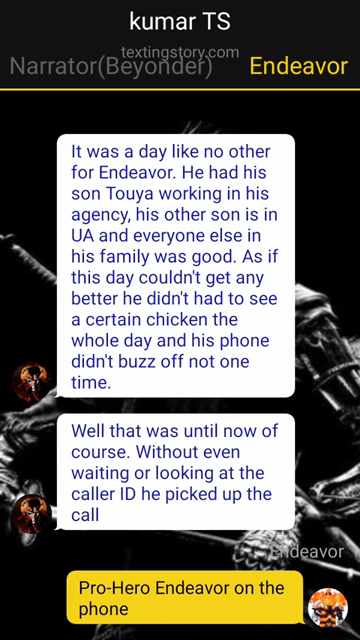 kumar TS
textingstory.com
Narrator(Beyonder) Endeavor
It was a day like no other
for Endeavor. He had his
son Touya working in his
agency, his other son is in
UA and everyone else in
his family was good. As if
this day couldn't get any
better he didn't had to see
a certain chicken the
whole day and his phone
didn't buzz off not one
time.
Well that was until now of
course. Without even
waiting or looking at the
caller ID he picked up the
call
Endeavor
Pro-Hero Endeavor on the
phone